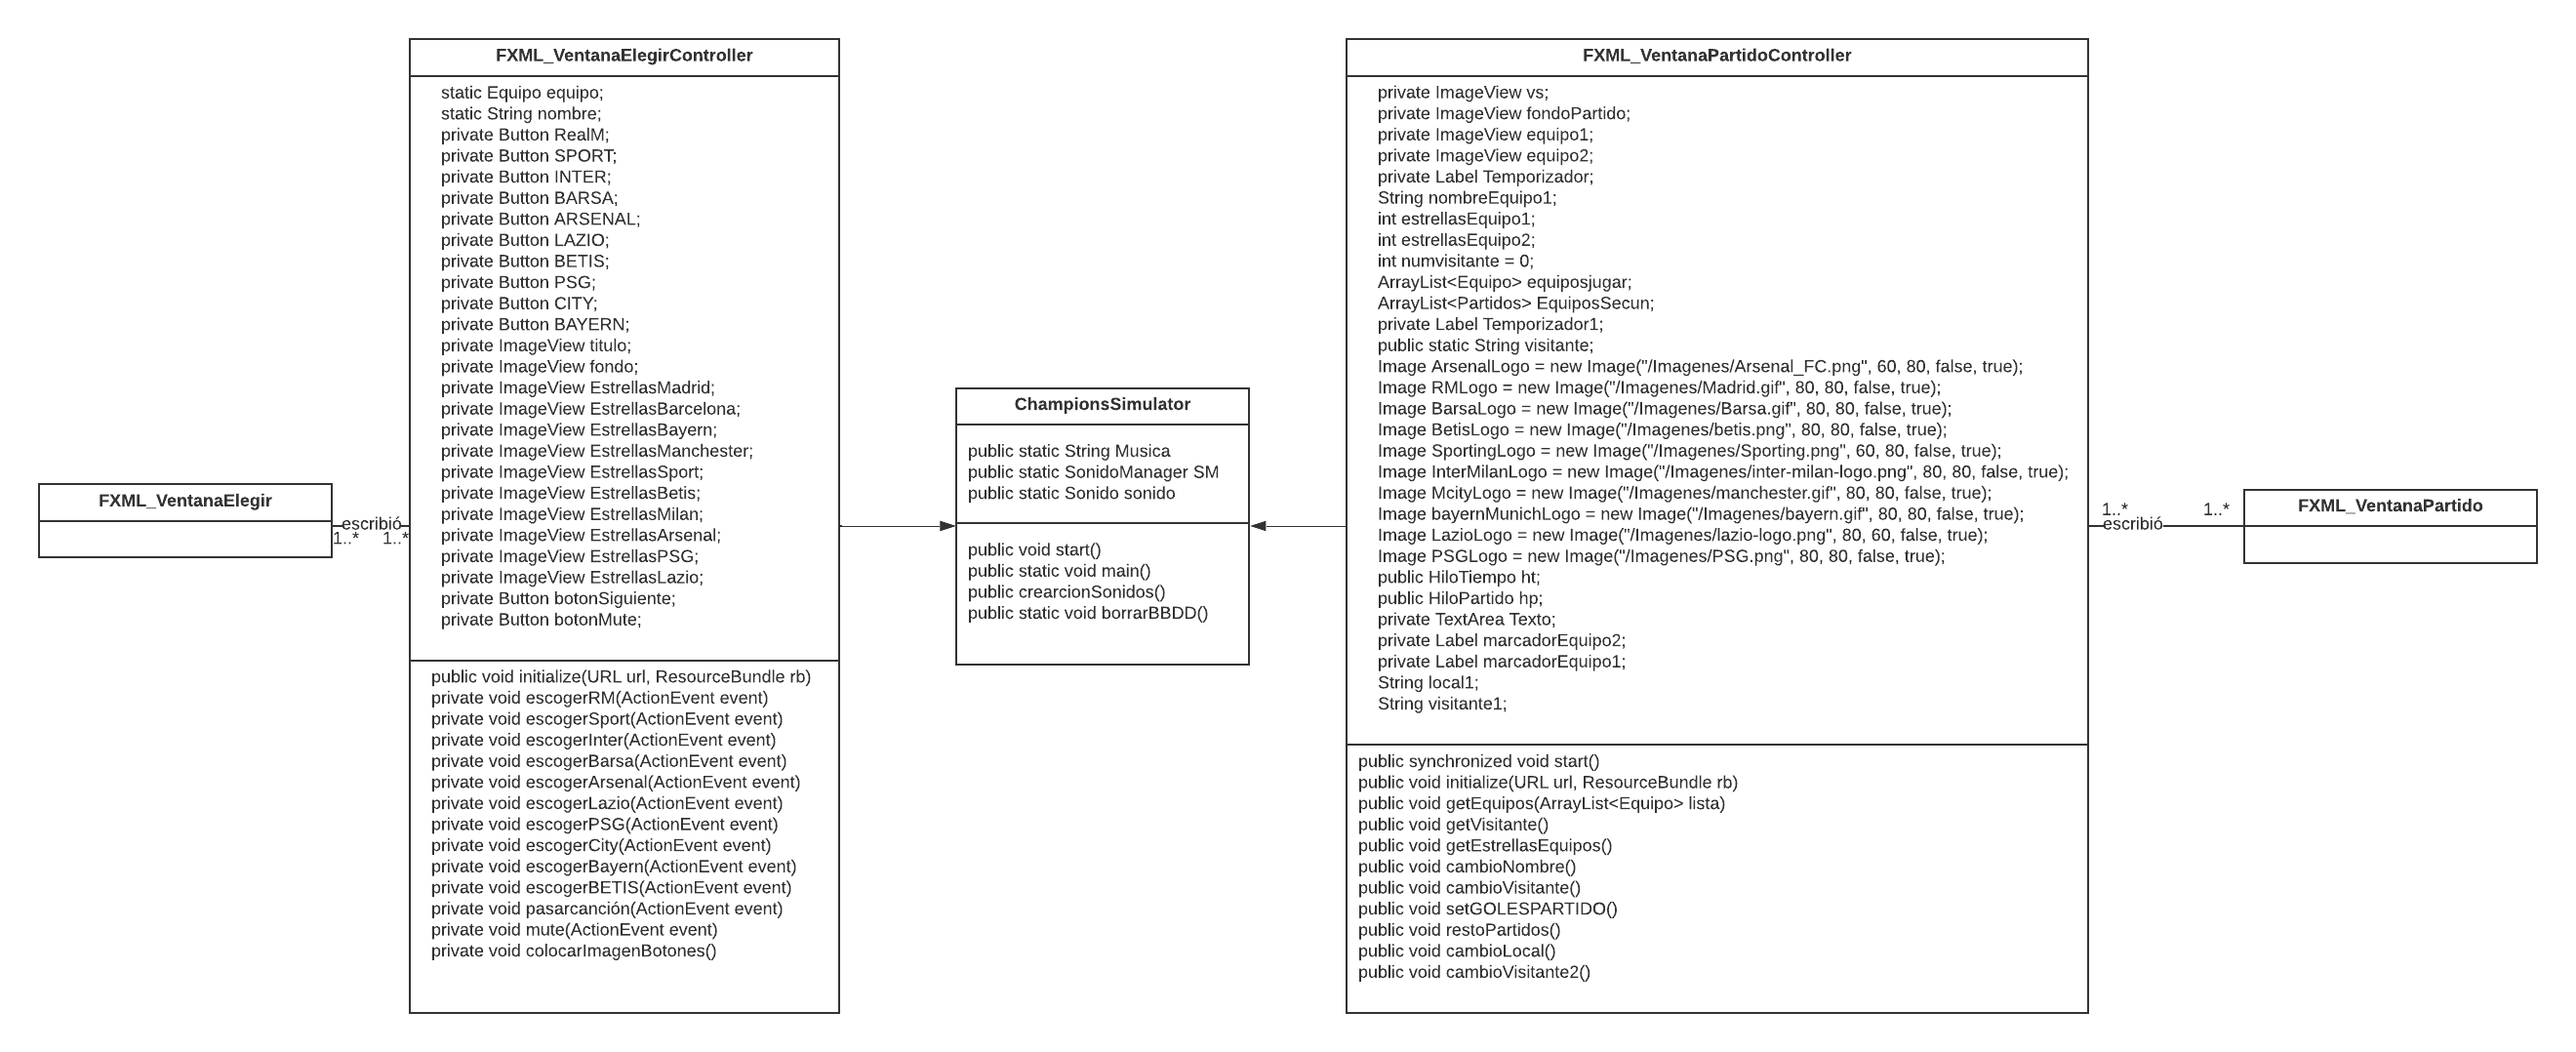 FXML_VentanaElegir
escribió
1..*
1..*
FXML_VentanaElegirController
static Equipo equipo;
static String nombre;
private Button RealM;
private Button SPORT;
private Button INTER;
private Button BARSA;
private Button ARSENAL;
private Button LAZIO;
private Button BETIS;
private Button PSG;
private Button CITY;
private Button BAYERN;
private ImageView titulo;
private ImageView fondo;
private ImageView EstrellasMadrid;
private ImageView EstrellasBarcelona;
private ImageView EstrellasBayern;
private ImageView EstrellasManchester;
private ImageView EstrellasSport;
private ImageView EstrellasBetis;
private ImageView EstrellasMilan;
private ImageView EstrellasArsenal;
private ImageView EstrellasPSG;
private ImageView EstrellasLazio;
private Button botonSiguiente;
private Button botonMute;
public void initialize(URL url, ResourceBundle rb)
private void escogerRM(ActionEvent event)
private void escogerSport(ActionEvent event)
private void escogerInter(ActionEvent event)
private void escogerBarsa(ActionEvent event)
private void escogerArsenal(ActionEvent event)
private void escogerLazio(ActionEvent event)
private void escogerPSG(ActionEvent event)
private void escogerCity(ActionEvent event)
private void escogerBayern(ActionEvent event)
private void escogerBETIS(ActionEvent event)
private void pasarcanción(ActionEvent event)
private void mute(ActionEvent event)
private void colocarImagenBotones()
ChampionsSimulator
public static String Musica
public static SonidoManager SM
public static Sonido sonido
public void start()
public static void main()
public crearcionSonidos()
public static void borrarBBDD()
FXML_VentanaPartidoController
private ImageView vs;
private ImageView fondoPartido;
private ImageView equipo1;
private ImageView equipo2;
private Label Temporizador;
String nombreEquipo1;
int estrellasEquipo1;
int estrellasEquipo2;
int numvisitante = 0;
ArrayList<Equipo> equiposjugar;
ArrayList<Partidos> EquiposSecun;
private Label Temporizador1;
public static String visitante;
Image ArsenalLogo = new Image("/Imagenes/Arsenal_FC.png", 60, 80, false, true);
Image RMLogo = new Image("/Imagenes/Madrid.gif", 80, 80, false, true);
Image BarsaLogo = new Image("/Imagenes/Barsa.gif", 80, 80, false, true);
Image BetisLogo = new Image("/Imagenes/betis.png", 80, 80, false, true);
Image SportingLogo = new Image("/Imagenes/Sporting.png", 60, 80, false, true);
Image InterMilanLogo = new Image("/Imagenes/inter-milan-logo.png", 80, 80, false, true);
Image McityLogo = new Image("/Imagenes/manchester.gif", 80, 80, false, true);
Image bayernMunichLogo = new Image("/Imagenes/bayern.gif", 80, 80, false, true);
Image LazioLogo = new Image("/Imagenes/lazio-logo.png", 80, 60, false, true);
Image PSGLogo = new Image("/Imagenes/PSG.png", 80, 80, false, true);
public HiloTiempo ht;
public HiloPartido hp;
private TextArea Texto;
private Label marcadorEquipo2;
private Label marcadorEquipo1;
String local1;
String visitante1;
public synchronized void start()
public void initialize(URL url, ResourceBundle rb)
public void getEquipos(ArrayList<Equipo> lista)
public void getVisitante()
public void getEstrellasEquipos()
public void cambioNombre()
public void cambioVisitante()
public void setGOLESPARTIDO()
public void restoPartidos()
public void cambioLocal()
public void cambioVisitante2()
1..*
1..*
escribió
FXML_VentanaPartido